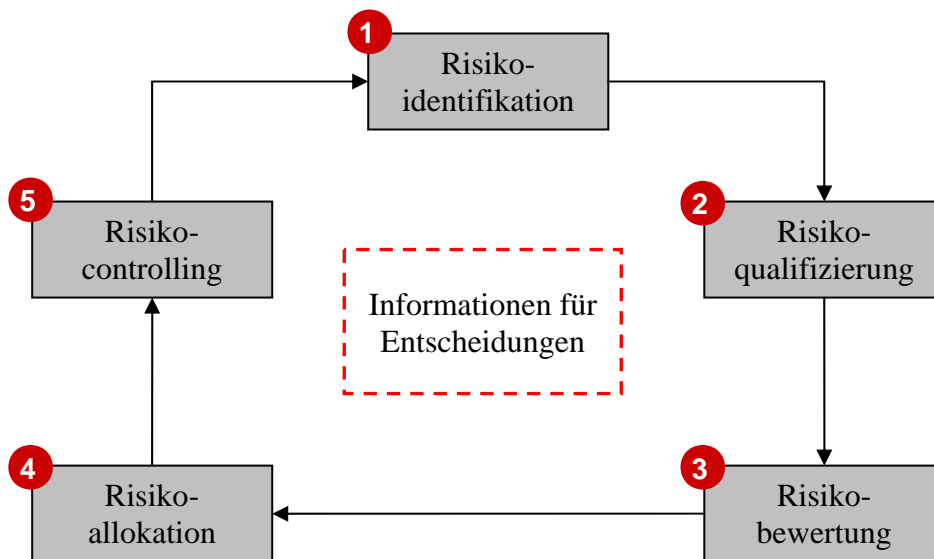 1
Risiko-
identifikation
2
Risiko-
qualifizierung
3
Risiko-
bewertung
4
Risiko-
allokation
5
Risiko-
controlling
Informationen für
Entscheidungen